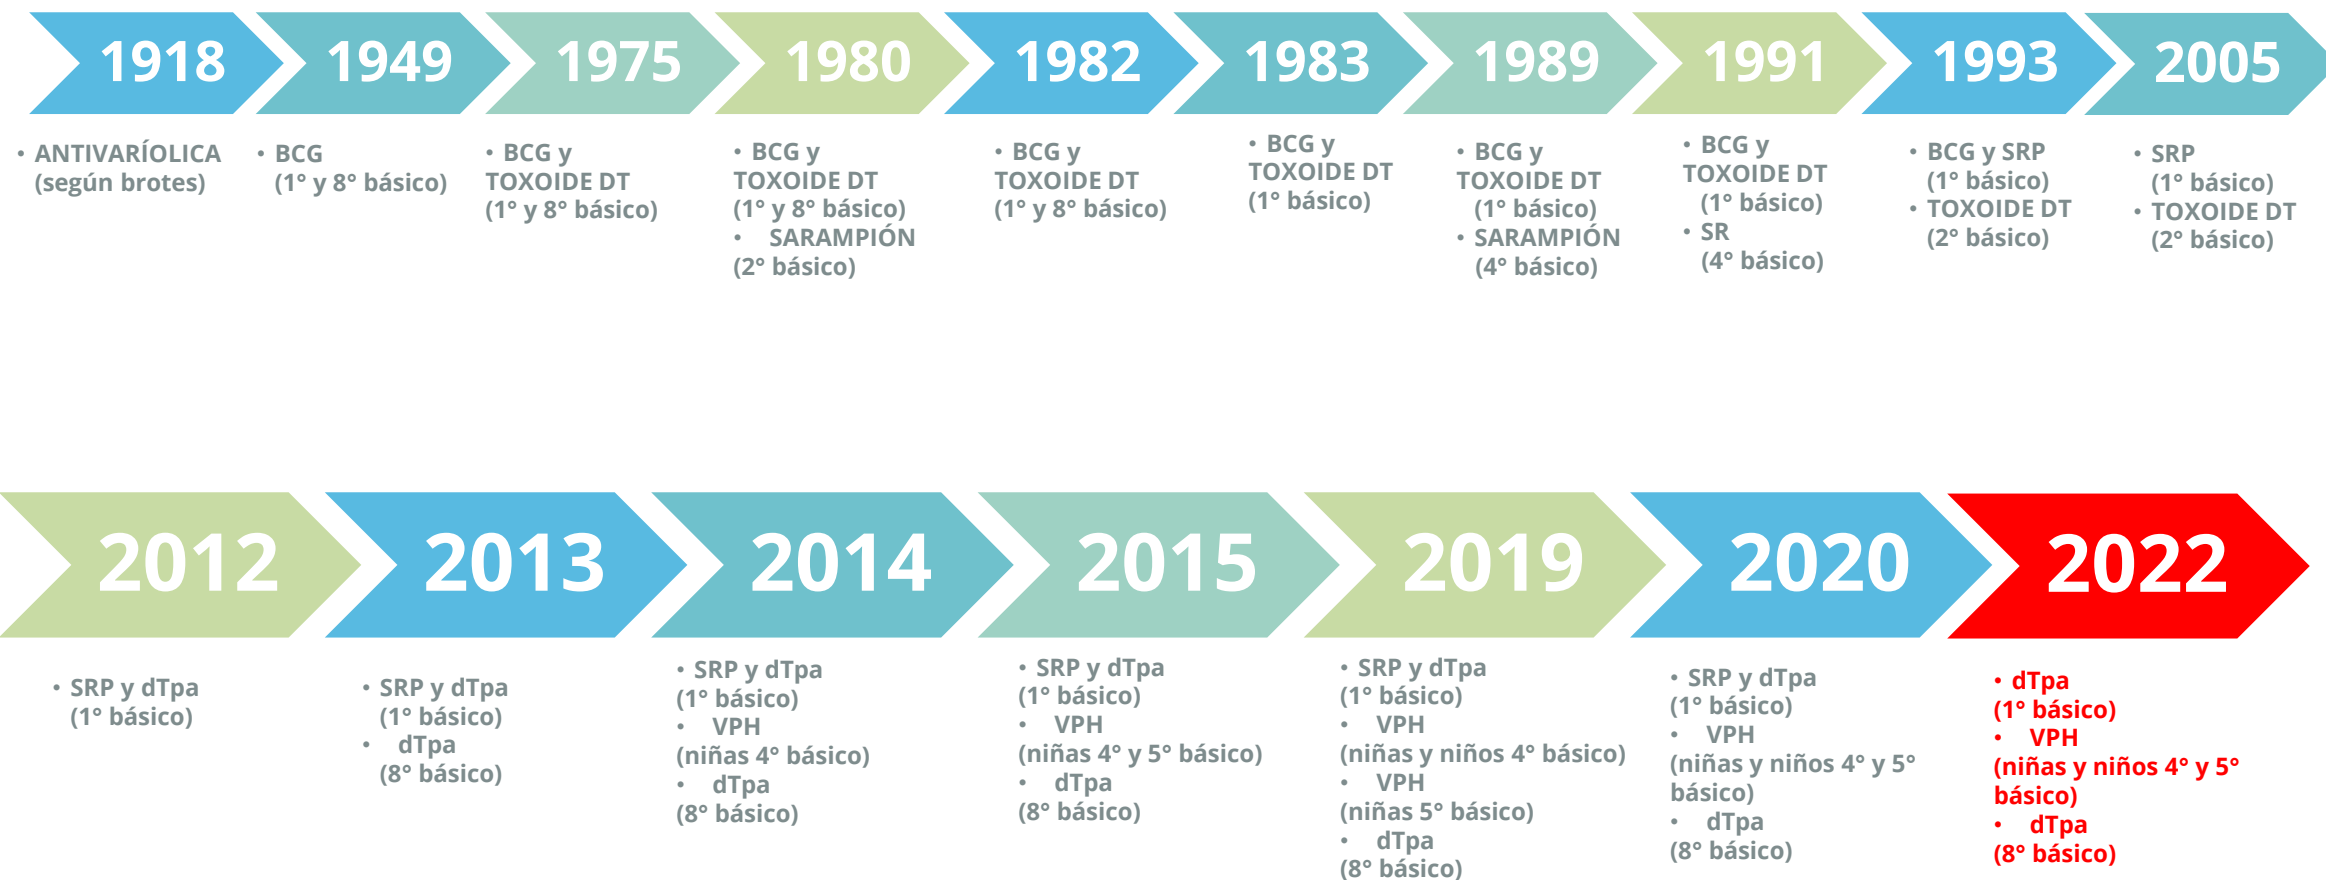 1918
1949
1975
1980
1982
1983
1989
1991
1993
2005
• ANTIVARÍOLICA
(según brotes)
• BCG
(1° y 8° básico)
• BCG y
TOXOIDE DT
(1° y 8° básico)
• BCG y
TOXOIDE DT
(1° y 8° básico)
• SARAMPIÓN
(2° básico)
• BCG y
TOXOIDE DT
(1° y 8° básico)
• BCG y
TOXOIDE DT
(1° básico)
• BCG y
TOXOIDE DT
(1° básico)
• SARAMPIÓN
(4° básico)
• BCG y
TOXOIDE DT
(1° básico)
• SR
(4° básico)
• BCG y SRP
(1° básico)
• TOXOIDE DT
(2° básico)
• SRP
(1° básico)
• TOXOIDE DT
(2° básico)
2012
2013
2014
2015
2019
2020
2022
• SRP y dTpa
(1° básico)
• SRP y dTpa
(1° básico)
• dTpa
(8° básico)
• SRP y dTpa
(1° básico)
• VPH
(niñas 4° básico)
• dTpa
(8° básico)
• SRP y dTpa
(1° básico)
• VPH
(niñas 4° y 5° básico)
• dTpa
(8° básico)
• SRP y dTpa
(1° básico)
• VPH
(niñas y niños 4° básico)
• VPH
(niñas 5° básico)
• dTpa
(8° básico)
• SRP y dTpa
(1° básico)
• VPH
(niñas y niños 4° y 5°
básico)
• dTpa
(8° básico)
• dTpa
(1° básico)
• VPH
(niñas y niños 4° y 5°
básico)
• dTpa
(8° básico)